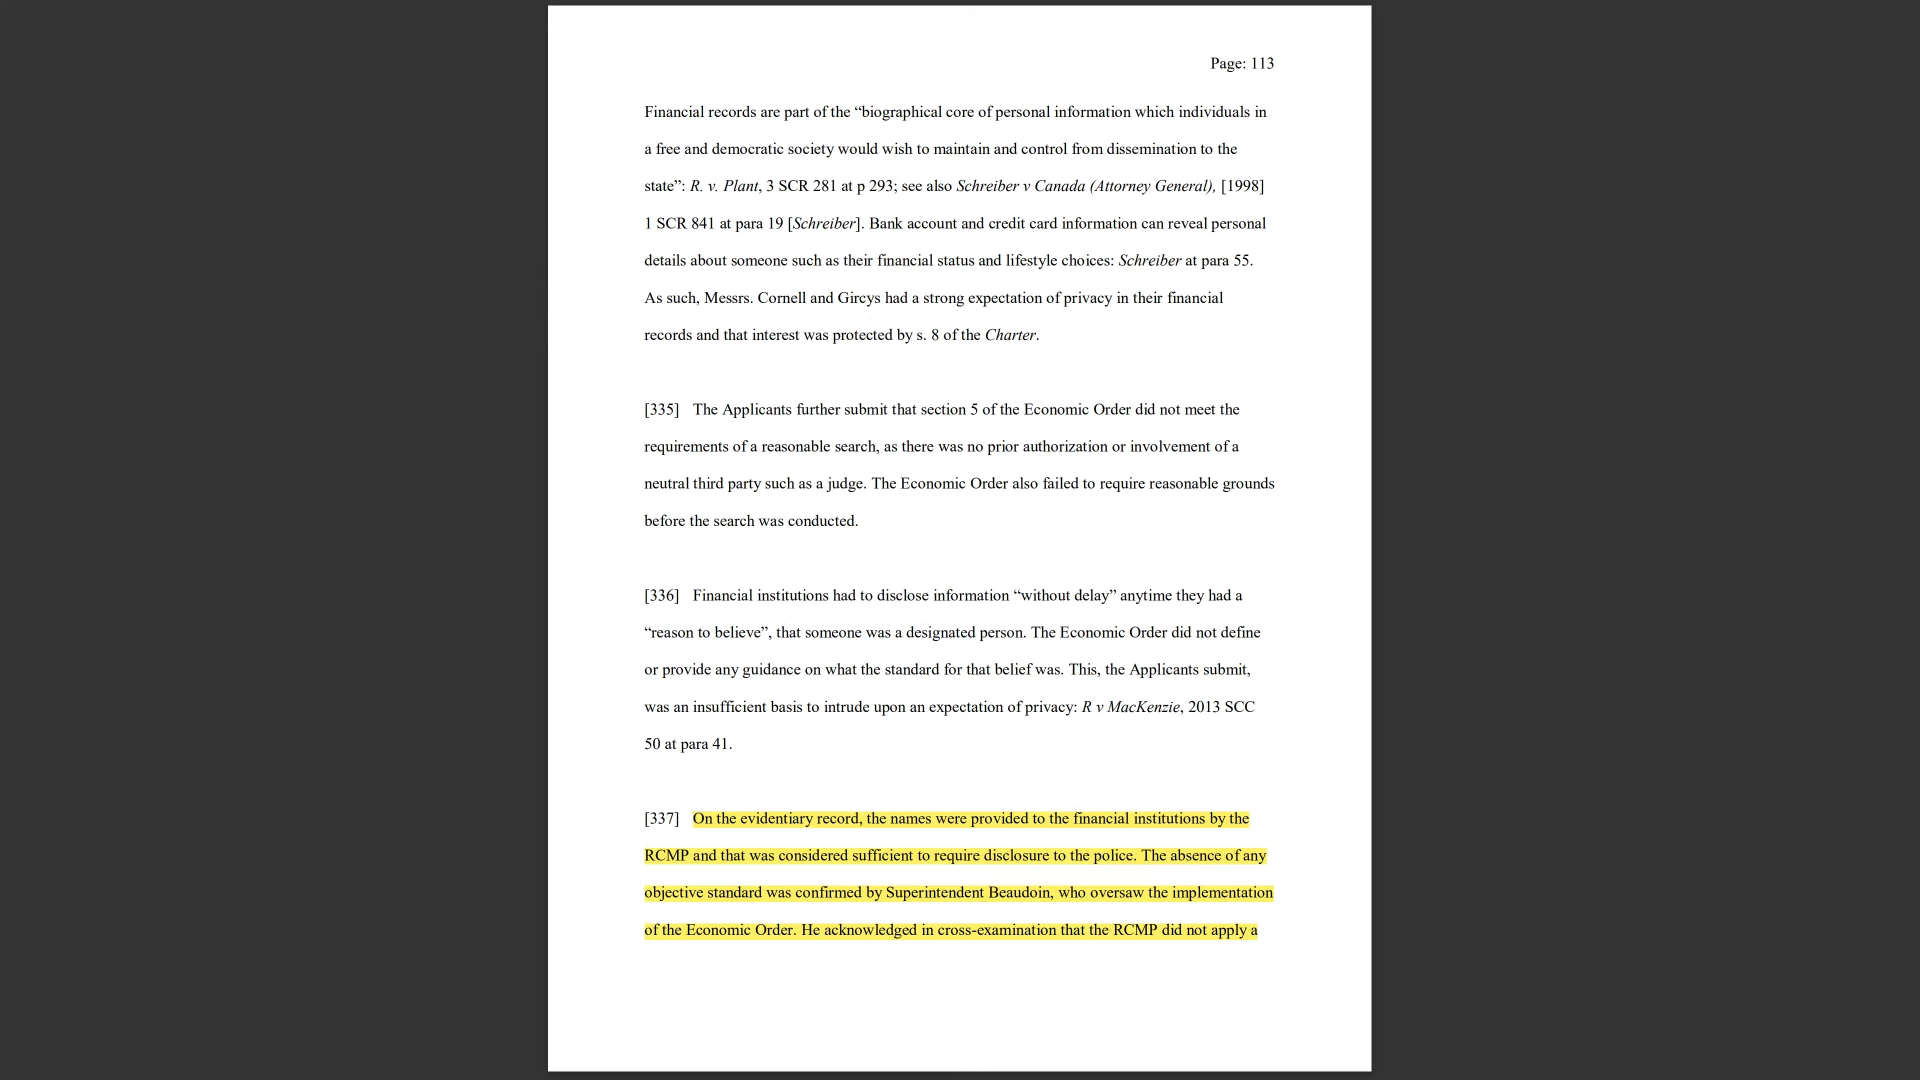 Page: 113
Financial records are part of the “biographical core of personal information which individuals in
a free and democratic society would wish to maintain and control from dissemination to the
state”: R. v. Plant, 3 SCR 281 at p 293; see also Schreiber v Canada (Attorney General), [1998]
1 SCR 841 at para 19 [Schreiber]. Bank account and credit card information can reveal personal
details about someone such as their financial status and lifestyle choices: Schreiber at para 55.
As such, Messrs. Cornell and Gircys had a strong expectation of privacy in their financial
records and that interest was protected by s. 8 of the Charter.
[335] The Applicants further submit that section 5 of the Economic Order did not meet the
requirements of a reasonable search, as there was no prior authorization or involvement of a
neutral third party such as a judge. The Economic Order also failed to require reasonable grounds
before the search was conducted.
[336] Financial institutions had to disclose information “without delay” anytime they had a
“reason to believe”, that someone was a designated person. The Economic Order did not define
or provide any guidance on what the standard for that belief was. This, the Applicants submit,
was an insufficient basis to intrude upon an expectation of privacy: R v MacKenzie, 2013 SCC
50 at para 41.
[337] On the evidentiary record, the names were provided to the financial institutions by the
RCMP and that was considered sufficient to require disclosure to the police. The absence of any
objective standard was confirmed by Superintendent Beaudoin, who oversaw the implementation
of the Economic Order. He acknowledged in cross-examination that the RCMP did not apply a